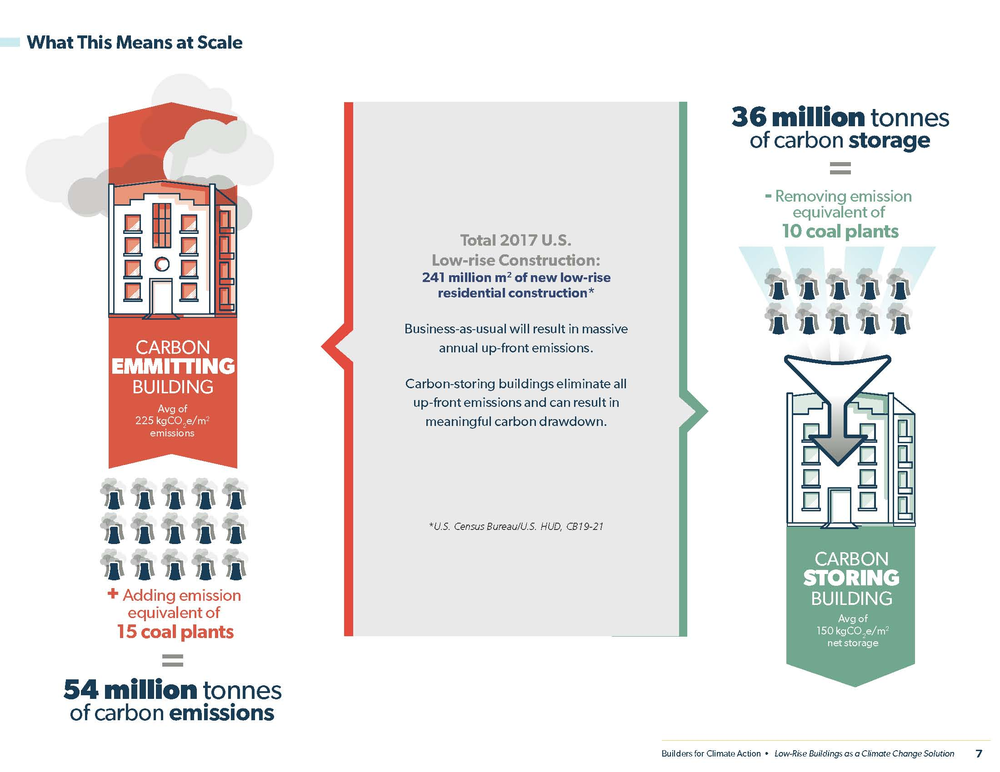 What This Means at Scale
CARBON
EMMITTING
BUILDING
Avg of
225 kgCO₂e/m²
emissions
+ Adding emission
equivalent of
15 coal plants
=
54 million tonnes
of carbon emissions
Total 2017 U.S.
Low-rise Construction:
241 million m² of new low-rise
residential construction*
Business-as-usual will result in massive
annual up-front emissions.
Carbon-storing buildings eliminate all
up-front emissions and can result in
meaningful carbon drawdown.
*U.S. Census Bureau/U.S. HUD, CB19-21
36 million tonnes
of carbon storage
=
- Removing emission
equivalent of
10 coal plants
CARBON
STORING
BUILDING
Avg of
150 kgCO₂e/m²
net storage
Builders for Climate Action • Low-Rise Buildings as a Climate Change Solution 7